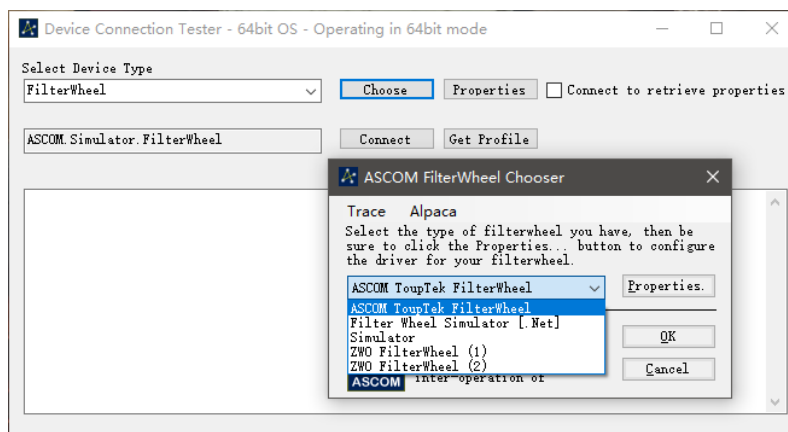 Device Connection Tester - 64bit OS - Operating in 64bit mode
Select Device Type
FilterWheel
Choose
Properties
Connect to retrieve properties
ASCOM.Simulator.FilterWheel
Connect
Get Profile
ASCOM FilterWheel Chooser
Trace Alpaca
Select the type of filterwheel you have, then be
sure to click the Properties... button to configure
the driver for your filterwheel.
ASCOM ToupTek FilterWheel
Properties.
ASCOM ToupTek FilterWheel
Filter Wheel Simulator [.Net]
Simulator
ZWO FilterWheel (1)
ZWO FilterWheel (2)
OK
Cancel
ASCOM
inter-operation of